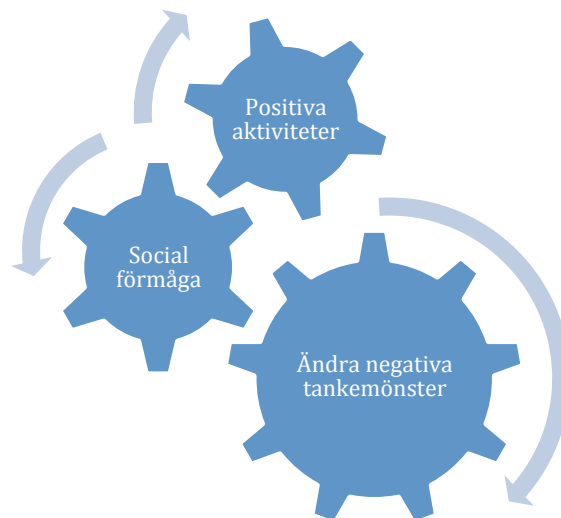 Positiva
aktiviteter
Social
förmåga
Ändra negativa
tankemönster